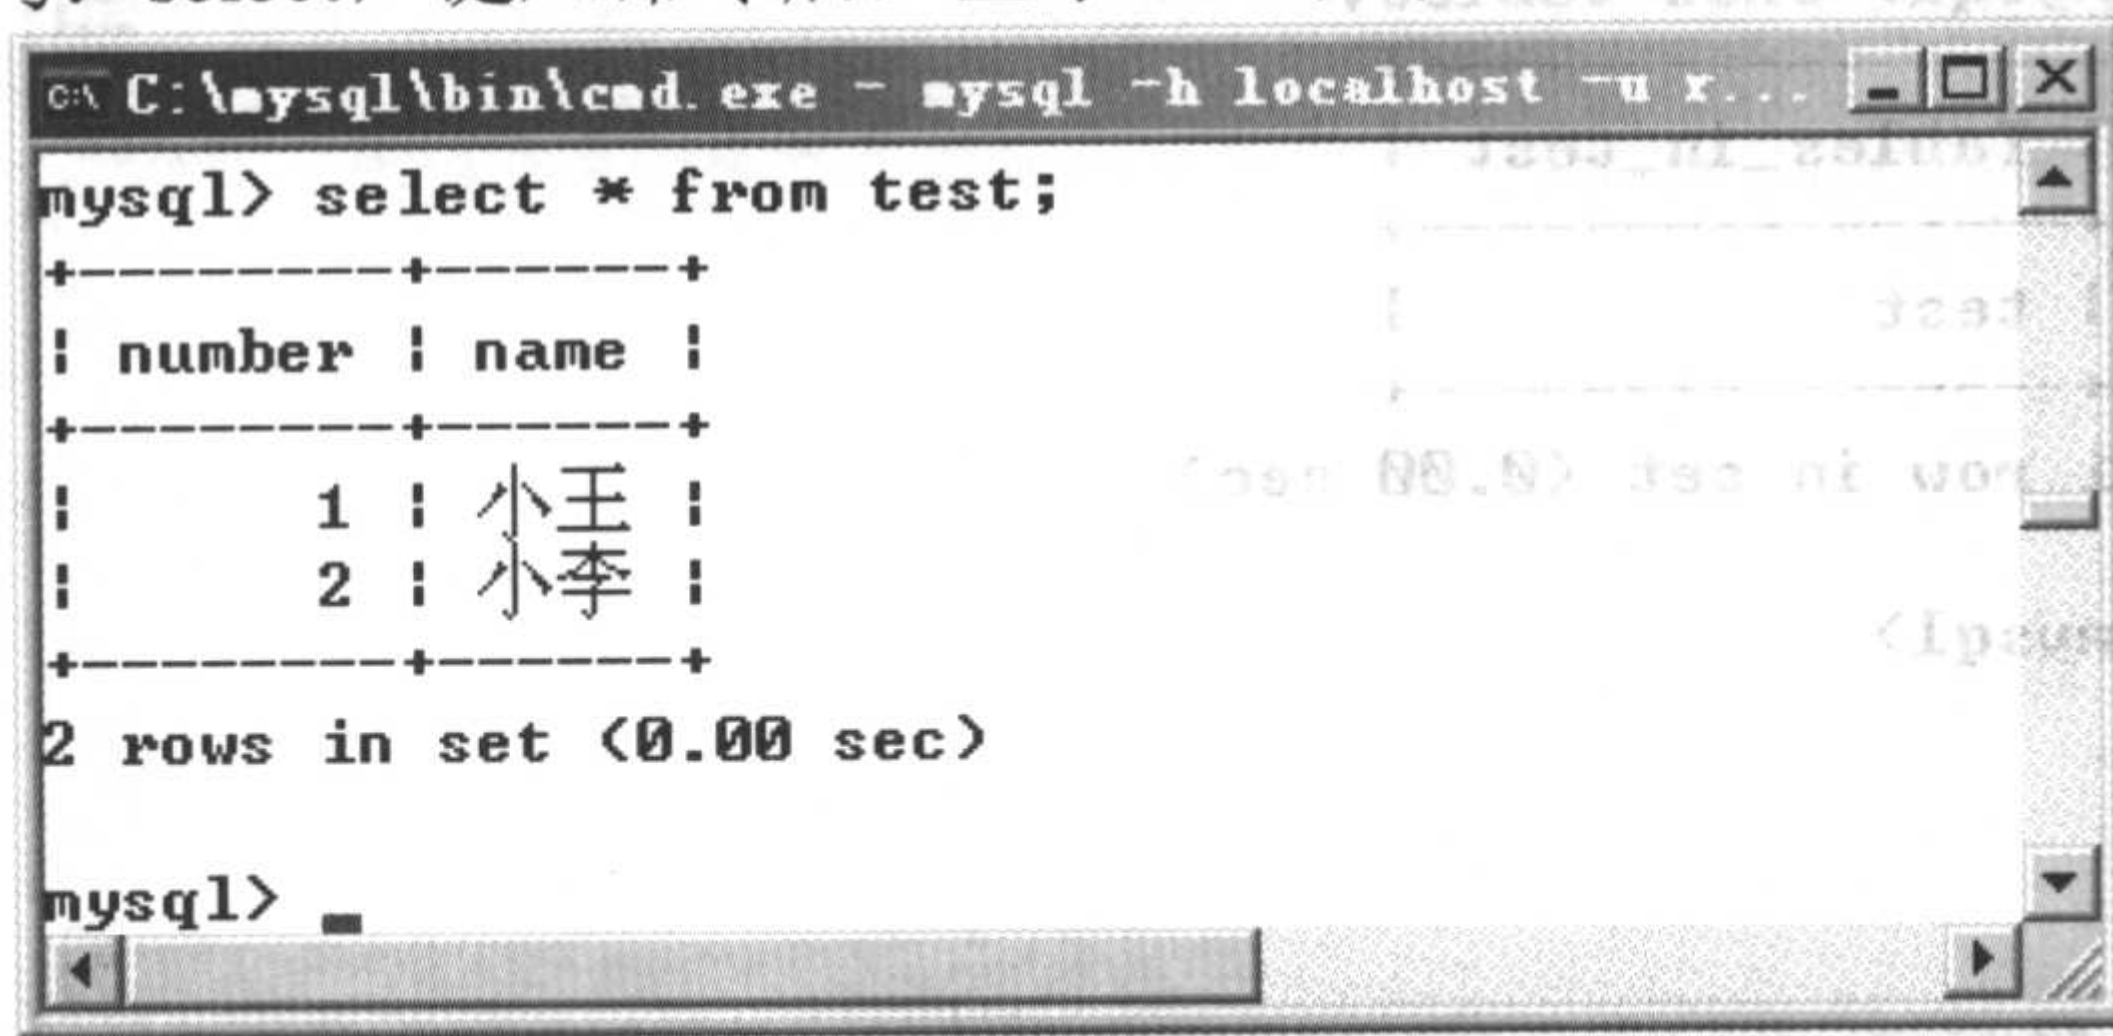 C:\mysql\bin\cmd.exe - mysql -h localhost -u r...
mysql> select * from test;
+---------+-------+
| number | name |
+---------+-------+
| 1 | 小王 |
| 2 | 小李 |
+---------+-------+
2 rows in set (0.00 sec)
mysql> _